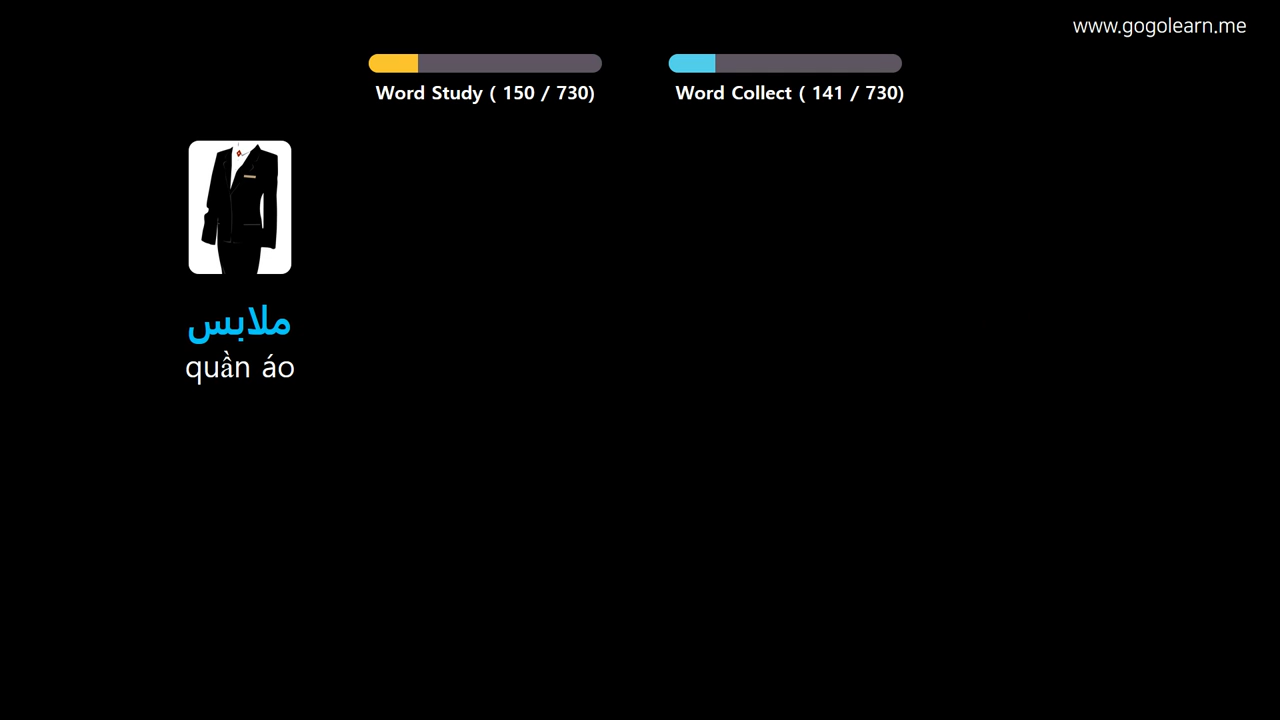 www.gogolearn.me
Word Study ( 150 / 730)
Word Collect ( 141 / 730)
ملابس
quần áo